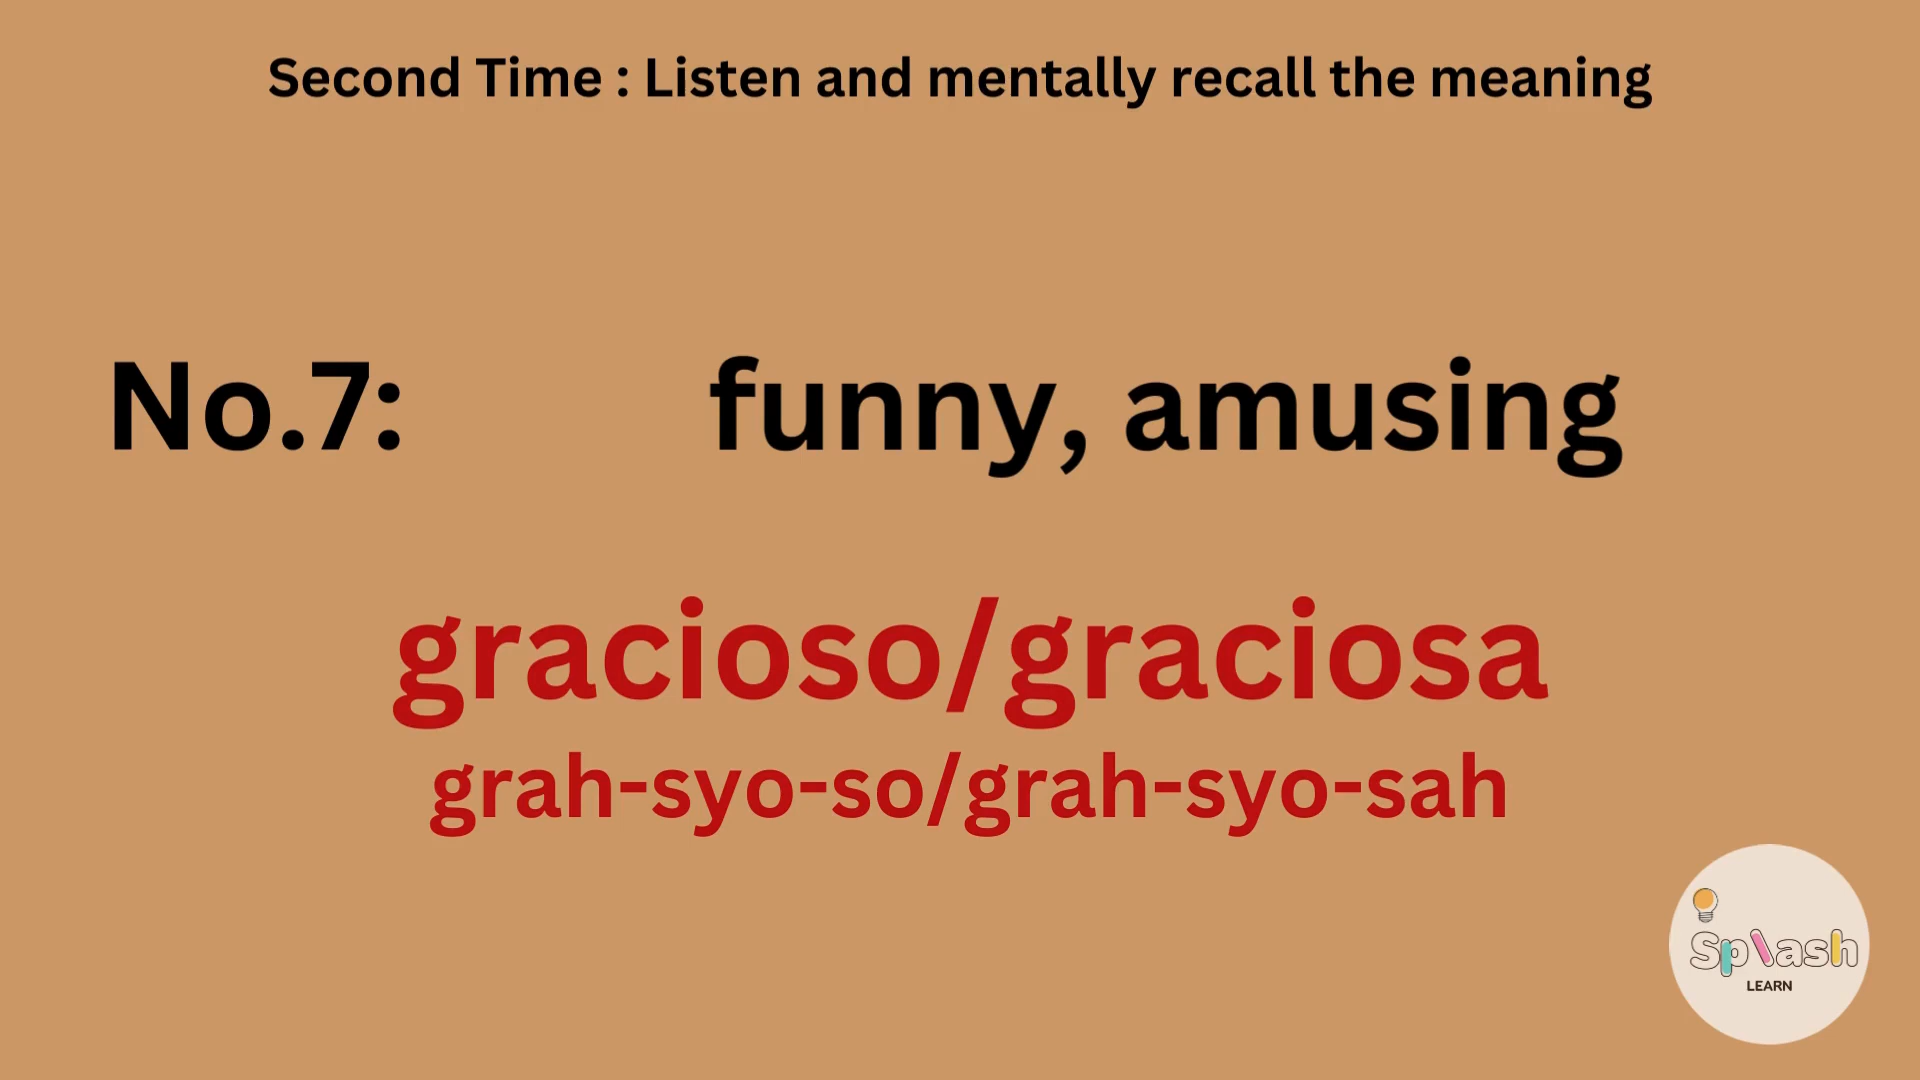 Second Time : Listen and mentally recall the meaning
No.7: funny, amusing
gracioso/graciosa
grah-syo-so/grah-syo-sah
Splash
LEARN